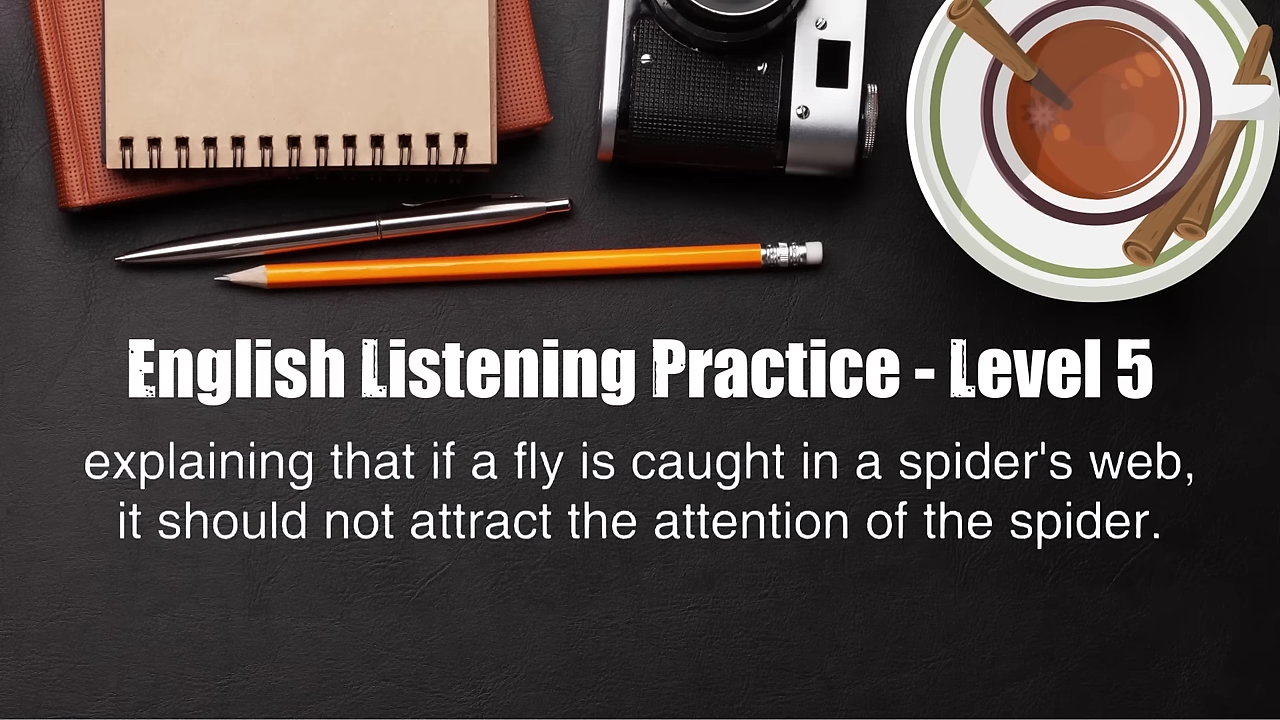 English Listening Practice - Level 5
explaining that if a fly is caught in a spider's web,
it should not attract the attention of the spider.